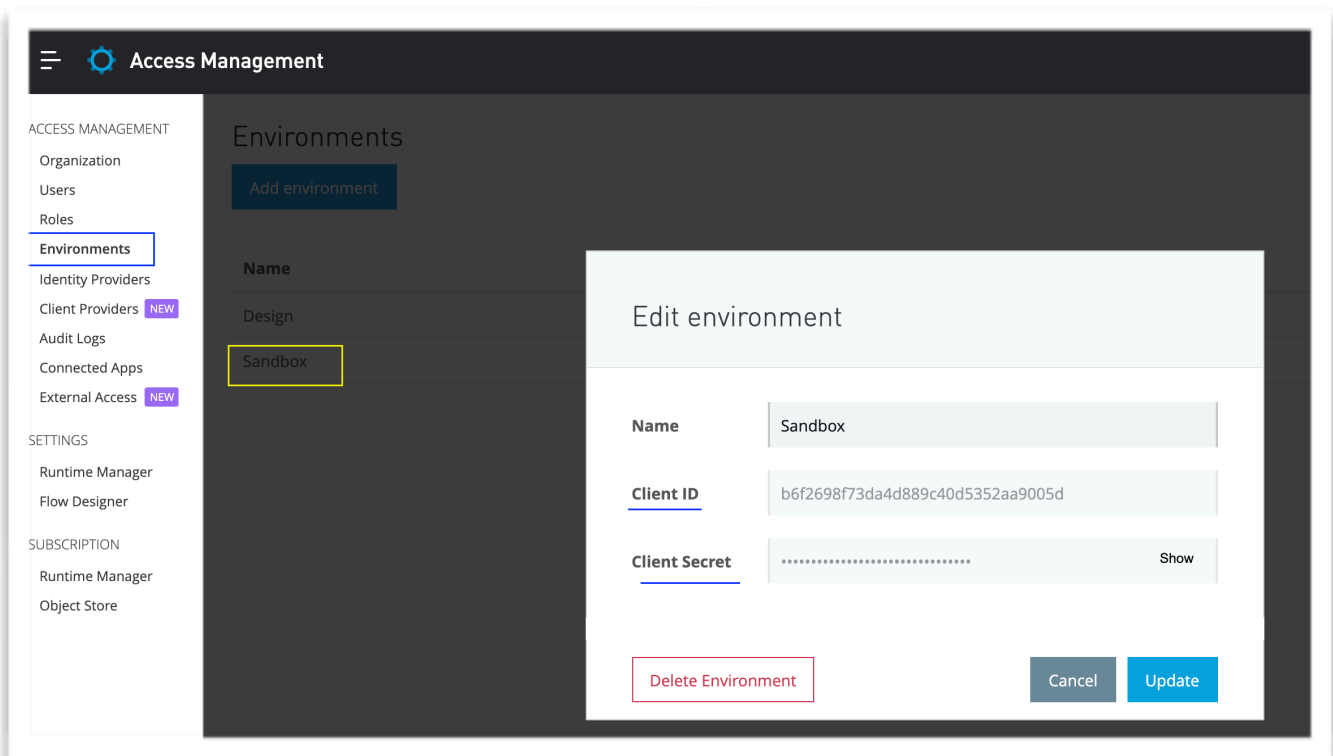 Access Management
ACCESS MANAGEMENT
Organization
Users
Roles
Environments
Identity Providers
Client Providers NEW
Audit Logs
Connected Apps
External Access NEW
SETTINGS
Runtime Manager
Flow Designer
SUBSCRIPTION
Runtime Manager
Object Store
Environments
Add environment
Name
Design
Sandbox
Edit environment
Name Sandbox
Client ID b6f2698f73da4d889c40d5352aa9005d
Client Secret •••••••••••••••••••••••••••••••• Show
Delete Environment Cancel Update